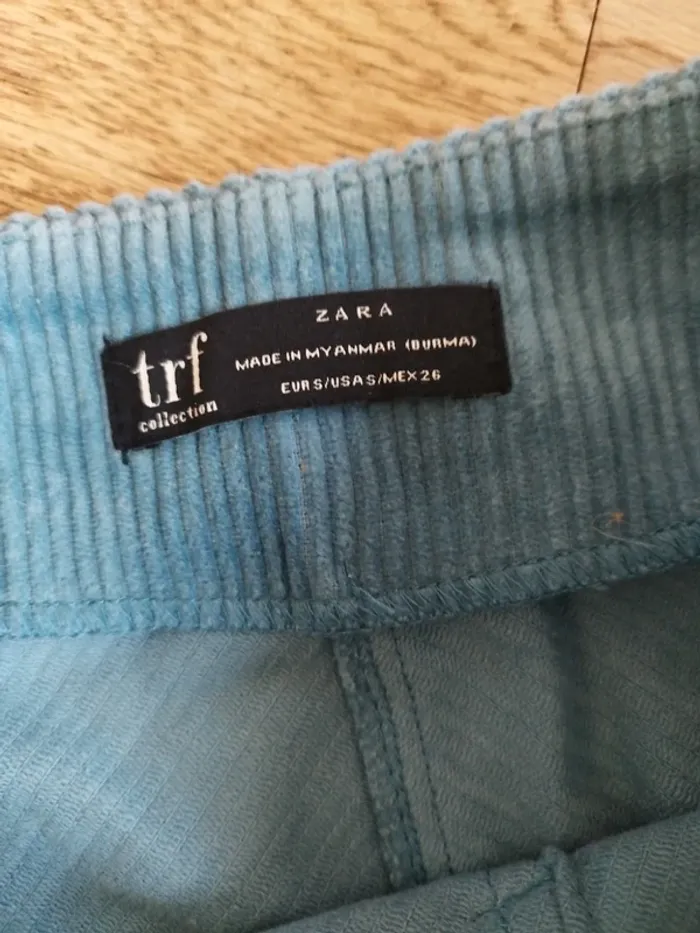 ZARA
trf
collection
MADE IN MYANMAR (BURMA)
EUR S/USA S/MEX 26